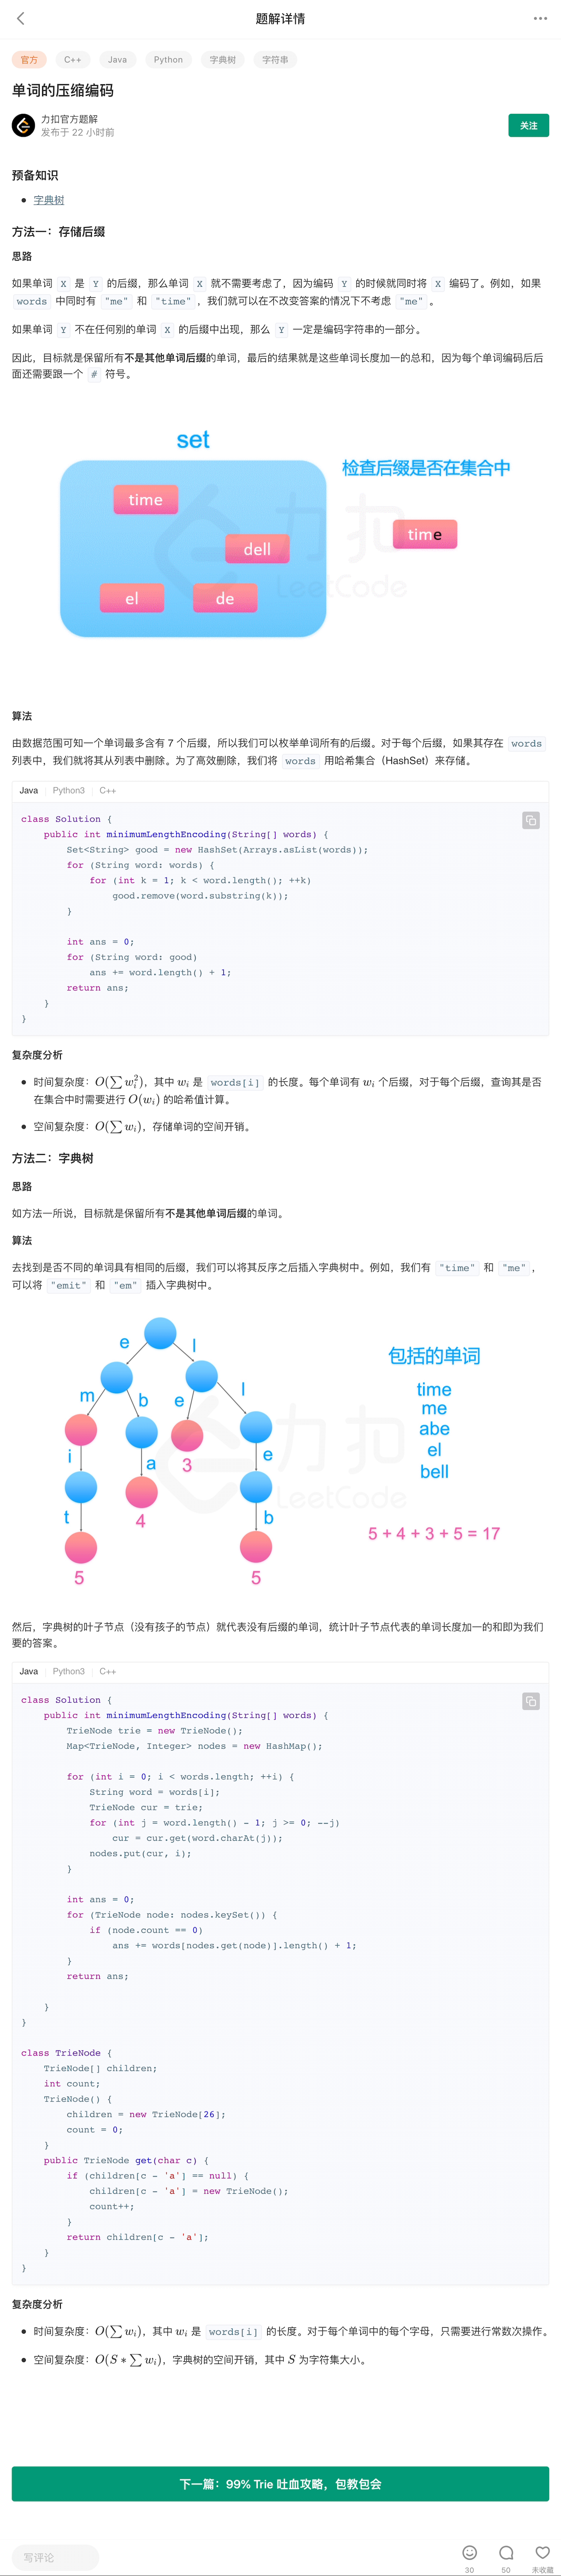 题解详情
官方 C++ Java Python 字典树 字符串
单词的压缩编码
力扣官方题解
发布于 22 小时前
关注
预备知识
字典树
方法一：存储后缀
思路
如果单词 X 是 Y 的后缀，那么单词 X 就不需要考虑了，因为编码 Y 的时候就同时将 X 编码了。例如，如果
words 中同时有 "me" 和 "time"，我们就可以在不改变答案的情况下不考虑 "me"。
如果单词 Y 不在任何别的单词 X 的后缀中出现，那么 Y 一定是编码字符串的一部分。
因此，目标就是保留所有不是其他单词后缀的单词，最后的结果就是这些单词长度加一的总和，因为每个单词编码后后
面还需要跟一个 # 符号。
set
检查后缀是否在集合中
time
time
dell
el
de
力扣
LeetCode
算法
由数据范围可知一个单词最多含有 7 个后缀，所以我们可以枚举单词所有的后缀。对于每个后缀，如果其存在 words
列表中，我们就将其从列表中删除。为了高效删除，我们将 words 用哈希集合（HashSet）来存储。
Java Python3 C++
class Solution {
    public int minimumLengthEncoding(String[] words) {
        Set<String> good = new HashSet(Arrays.asList(words));
        for (String word: words) {
            for (int k = 1; k < word.length(); ++k)
                good.remove(word.substring(k));
        }

        int ans = 0;
        for (String word: good)
            ans += word.length() + 1;
        return ans;
    }
}
复杂度分析
时间复杂度：O(∑ w_i^2)，其中 w_i 是 words[i] 的长度。每个单词有 w_i 个后缀，对于每个后缀，查询其是否
在集合中时需要进行 O(w_i) 的哈希值计算。
空间复杂度：O(∑ w_i)，存储单词的空间开销。
方法二：字典树
思路
如方法一所说，目标就是保留所有不是其他单词后缀的单词。
算法
去找到是否不同的单词具有相同的后缀，我们可以将其反序之后插入字典树中。例如，我们有 "time" 和 "me"，
可以将 "emit" 和 "em" 插入字典树中。
e l
包括的单词
m b e l
time
me
abe
el
bell
i a 3 e
t 4 b
5 5
5 + 4 + 3 + 5 = 17
力扣
LeetCode
然后，字典树的叶子节点（没有孩子的节点）就代表没有后缀的单词，统计叶子节点代表的单词长度加一的和即为我们
要的答案。
Java Python3 C++
class Solution {
    public int minimumLengthEncoding(String[] words) {
        TrieNode trie = new TrieNode();
        Map<TrieNode, Integer> nodes = new HashMap();

        for (int i = 0; i < words.length; ++i) {
            String word = words[i];
            TrieNode cur = trie;
            for (int j = word.length() - 1; j >= 0; --j)
                cur = cur.get(word.charAt(j));
            nodes.put(cur, i);
        }

        int ans = 0;
        for (TrieNode node: nodes.keySet()) {
            if (node.count == 0)
                ans += words[nodes.get(node)].length() + 1;
        }
        return ans;

    }
}

class TrieNode {
    TrieNode[] children;
    int count;
    TrieNode() {
        children = new TrieNode[26];
        count = 0;
    }
    public TrieNode get(char c) {
        if (children[c - 'a'] == null) {
            children[c - 'a'] = new TrieNode();
            count++;
        }
        return children[c - 'a'];
    }
}
复杂度分析
时间复杂度：O(∑ w_i)，其中 w_i 是 words[i] 的长度。对于每个单词中的每个字母，只需要进行常数次操作。
空间复杂度：O(S * ∑ w_i)，字典树的空间开销，其中 S 为字符集大小。
下一篇：99% Trie 吐血攻略，包教包会
写评论
30 50 未收藏